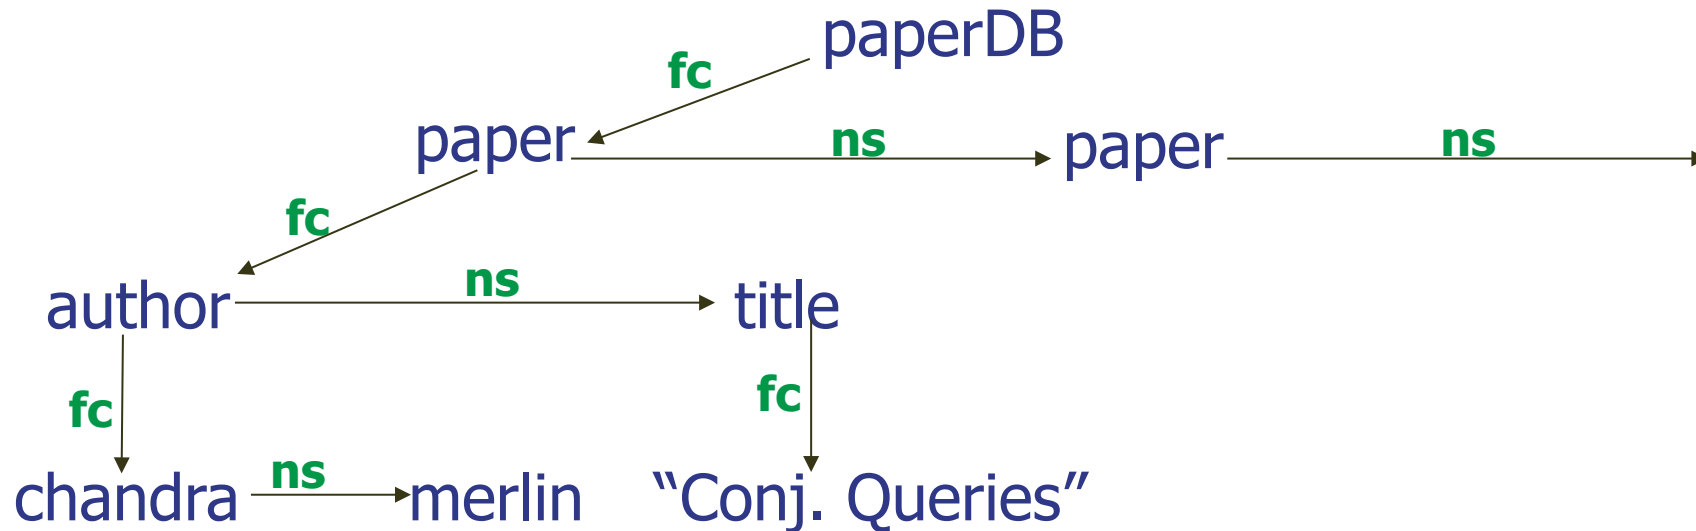 paperDB
fc
paper ns paper ns
fc
author ns title
fc fc
chandra ns merlin “Conj. Queries”